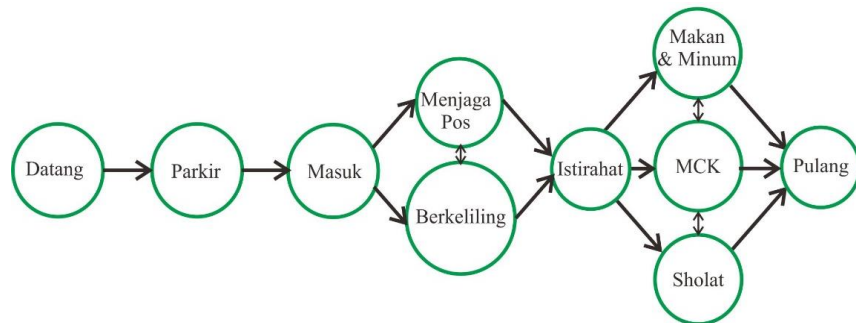 Datang
Parkir
Masuk
Menjaga
Pos
Berkeliling
Istirahat
Makan
& Minum
MCK
Sholat
Pulang